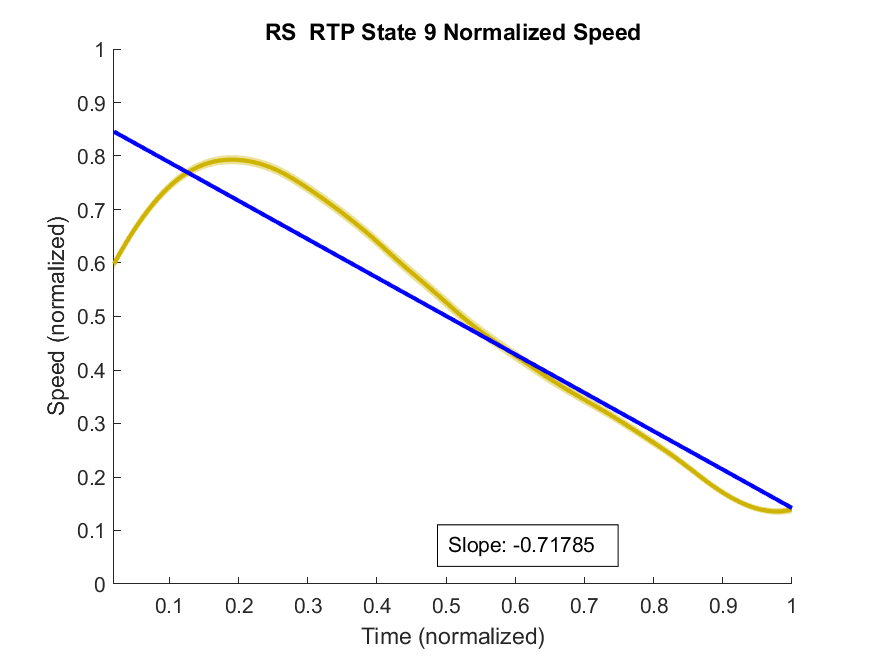 RS  RTP State 9 Normalized Speed
1
0.9
0.8
0.7
0.6
0.5
0.4
0.3
0.2
0.1
0
Speed (normalized)
Slope: -0.71785
0.1 0.2 0.3 0.4 0.5 0.6 0.7 0.8 0.9 1
Time (normalized)